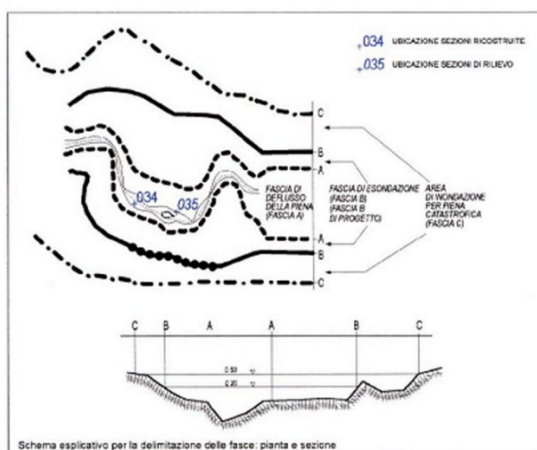 034 UBICAZIONE SEZIONI RICOSTRUITE
035 UBICAZIONE SEZIONI DI RILIEVO
C
B
A
034
035
FASCIA DI
DEFLUSSO
DELLA PIENA
(FASCIA A)
FASCIA DI ESONDAZIONE
(FASCIA B)
(FASCIA B
DI PROGETTO)
AREA
DI INONDAZIONE
PER PIENA
CATASTROFICA
(FASCIA C)
A
B
C
C B A A B C
Schema esplicativo per la delimitazione delle fasce: pianta e sezione